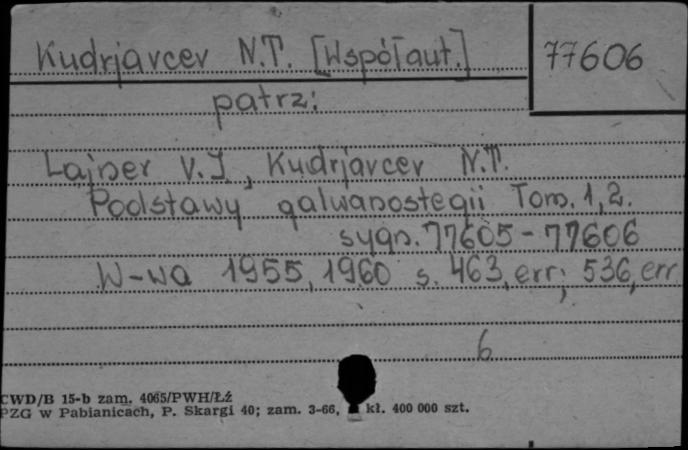 Kudrjavcev N.T. [Współaut.] 77606
patrz:
Lajner V.I, Kudrjavcev N.T.
Podstawy galwanostegii Tom. 1, 2.
sygn. 77605-77606
W-wa 1955, 1960 s. 463, err; 536, err
6
CWD/B 15-b zam. 4065/PWH/Łź
PZG w Pabianicach, P. Skargi 40; zam. 3-66, kł. 400 000 szt.